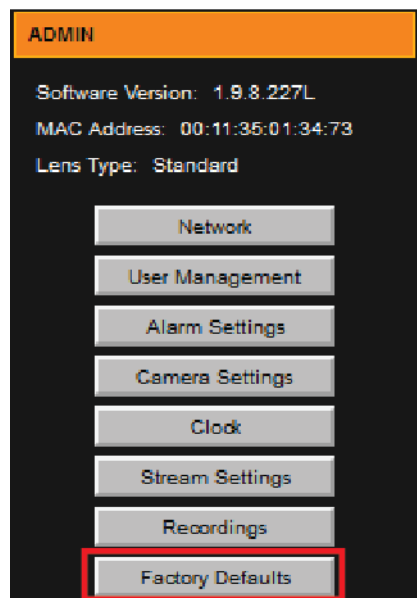 ADMIN
Software Version: 1.9.8.227L
MAC Address: 00:11:35:01:34:73
Lens Type: Standard
Network
User Management
Alarm Settings
Camera Settings
Clock
Stream Settings
Recordings
Factory Defaults